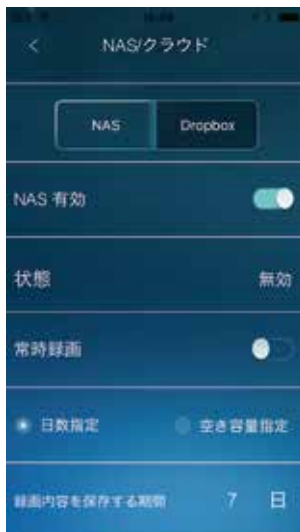 NAS/クラウド
NAS Dropbox
NAS 有効
状態 無効
常時録画
日数指定 空き容量指定
録画内容を保存する期間 7 日